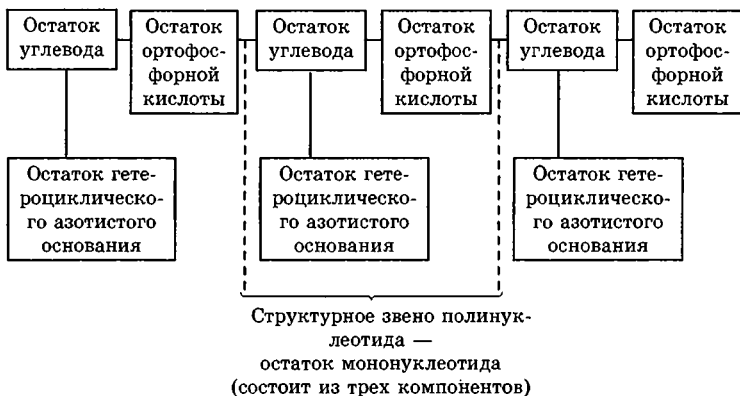 Остаток
углевода
Остаток
ортофос-
форной
кислоты
Остаток
углевода
Остаток
ортофос-
форной
кислоты
Остаток
углевода
Остаток
ортофос-
форной
кислоты
Остаток гете-
роциклическо-
го азотистого
основания
Остаток гете-
роциклическо-
го азотистого
основания
Остаток гете-
роциклическо-
го азотистого
основания
Структурное звено полинук-
леотида —
остаток мононуклеотида
(состоит из трех компонентов)